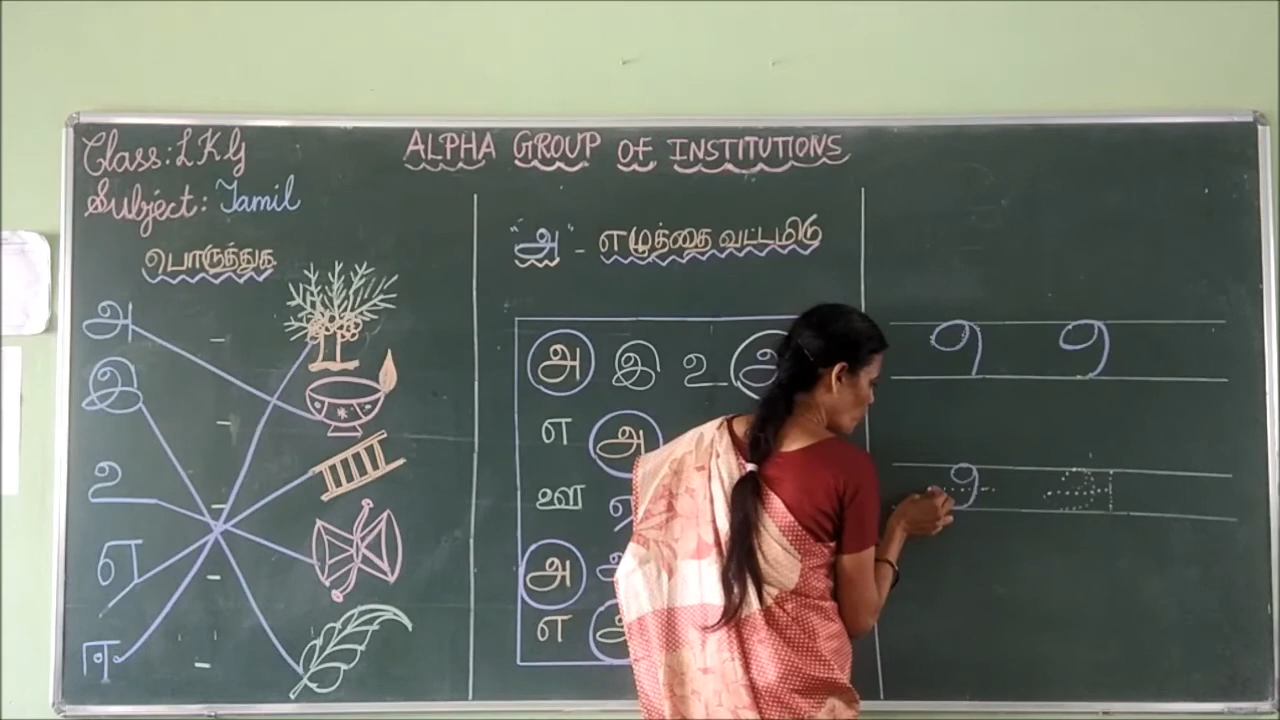 Class: LKG
Subject: Tamil
ALPHA GROUP OF INSTITUTIONS
பொருத்துக
அ
இ
உ
எ
ஈ
"அ" - எழுத்தை வட்டமிடு
அ இ உ அ
எ அ
ஊ
அ
எ அ